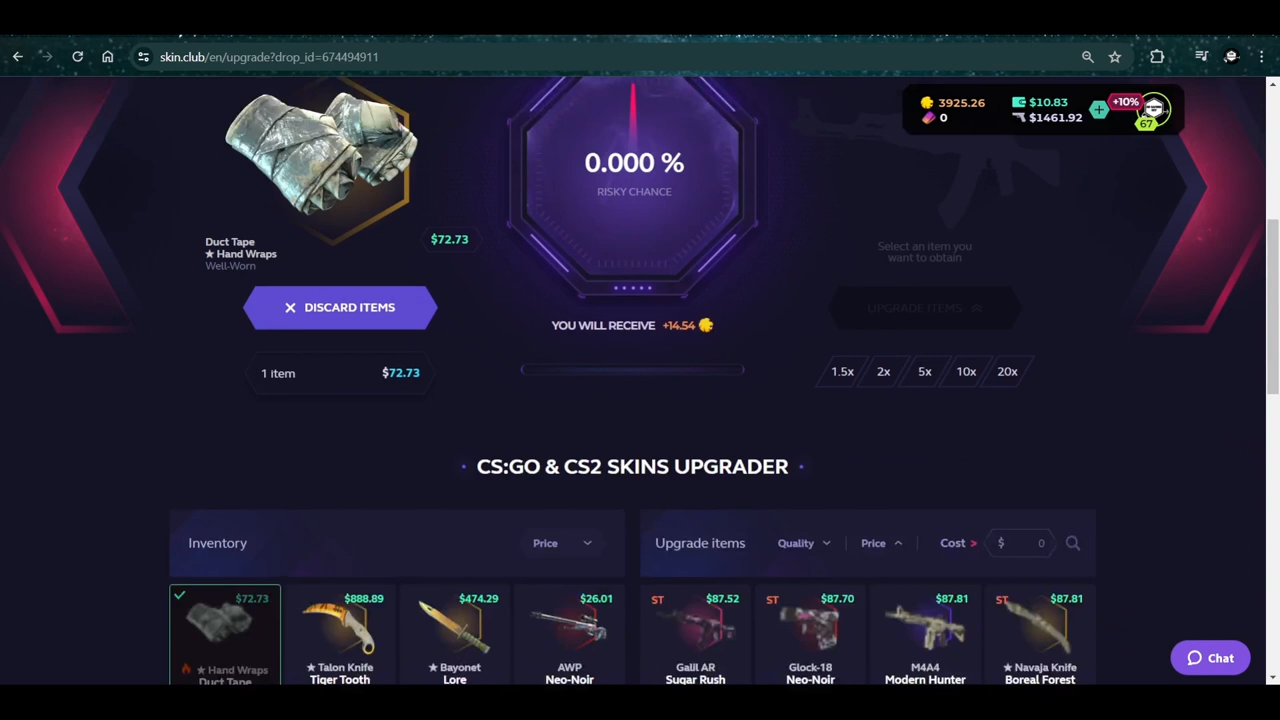 skin.club/en/upgrade?drop_id=674494911
3925.26
0
$10.83
$1461.92
+10%
67
0.000 %
RISKY CHANCE
Duct Tape
★ Hand Wraps
Well-Worn
$72.73
Select an item you
want to obtain
DISCARD ITEMS
UPGRADE ITEMS
YOU WILL RECEIVE +14.54
1 item $72.73
1.5x 2x 5x 10x 20x
• CS:GO & CS2 SKINS UPGRADER •
Inventory
Price
Upgrade items
Quality
Price
Cost > $ 0
$72.73
★ Hand Wraps
Duct Tape
$888.89
★ Talon Knife
Tiger Tooth
$474.29
★ Bayonet
Lore
$26.01
AWP
Neo-Noir
ST $87.52
Galil AR
Sugar Rush
ST $87.70
Glock-18
Neo-Noir
$87.81
M4A4
Modern Hunter
ST $87.81
★ Navaja Knife
Boreal Forest
Chat